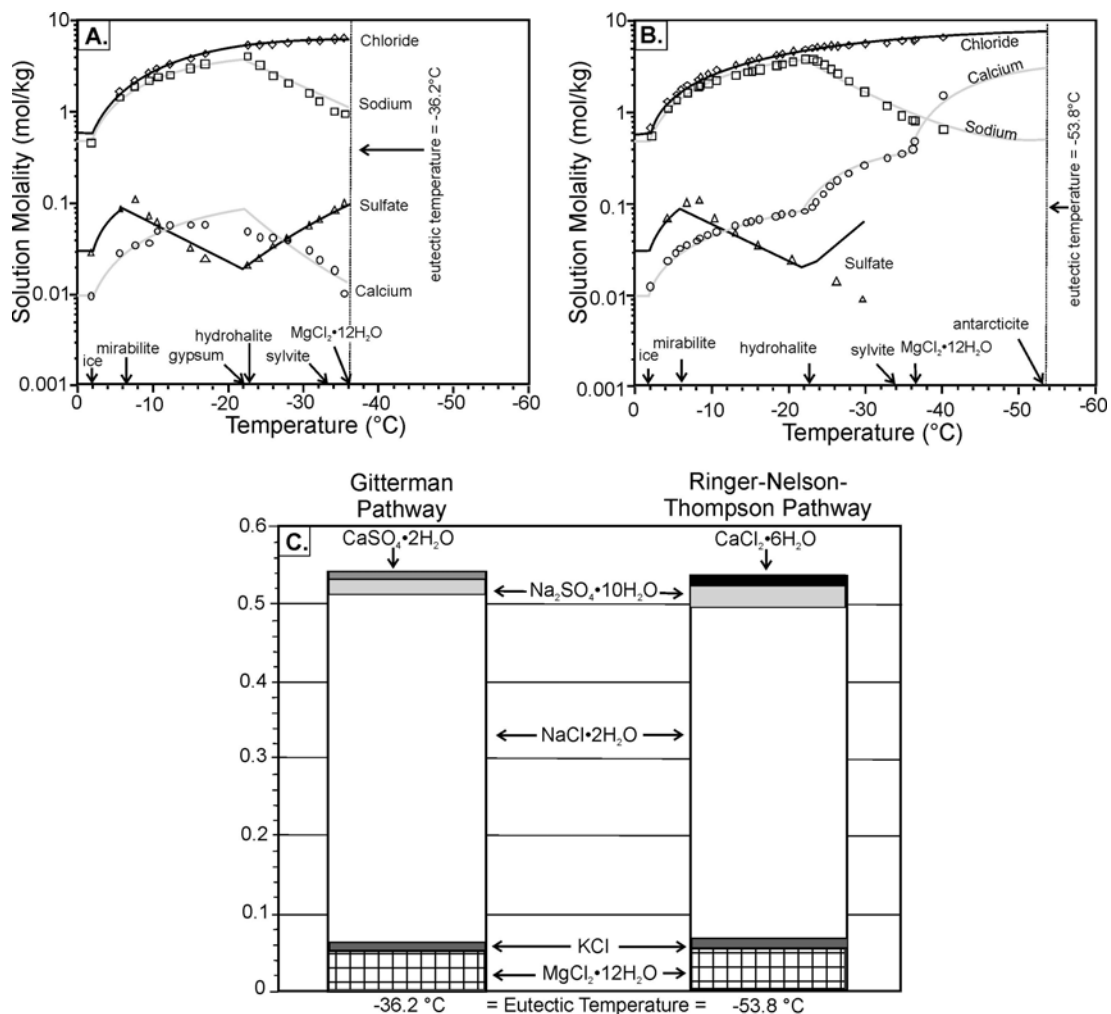 A.
Solution Molality (mol/kg)
10
1
0.1
0.01
0.001
Chloride
Sodium
Sulfate
Calcium
eutectic temperature = -36.2°C
ice
mirabilite
gypsum
hydrohalite
sylvite
MgCl₂•12H₂O
0 -10 -20 -30 -40 -50 -60
Temperature (°C)
B.
Solution Molality (mol/kg)
10
1
0.1
0.01
0.001
Chloride
Calcium
Sodium
Sulfate
eutectic temperature = -53.8°C
ice
mirabilite
hydrohalite
sylvite
MgCl₂•12H₂O
antarcticite
0 -10 -20 -30 -40 -50 -60
Temperature (°C)
Gitterman
Pathway
Ringer-Nelson-
Thompson Pathway
C.
0.6
0.5
0.4
0.3
0.2
0.1
0
CaSO₄•2H₂O
CaCl₂•6H₂O
Na₂SO₄•10H₂O
NaCl•2H₂O
KCl
MgCl₂•12H₂O
-36.2 °C = Eutectic Temperature = -53.8 °C